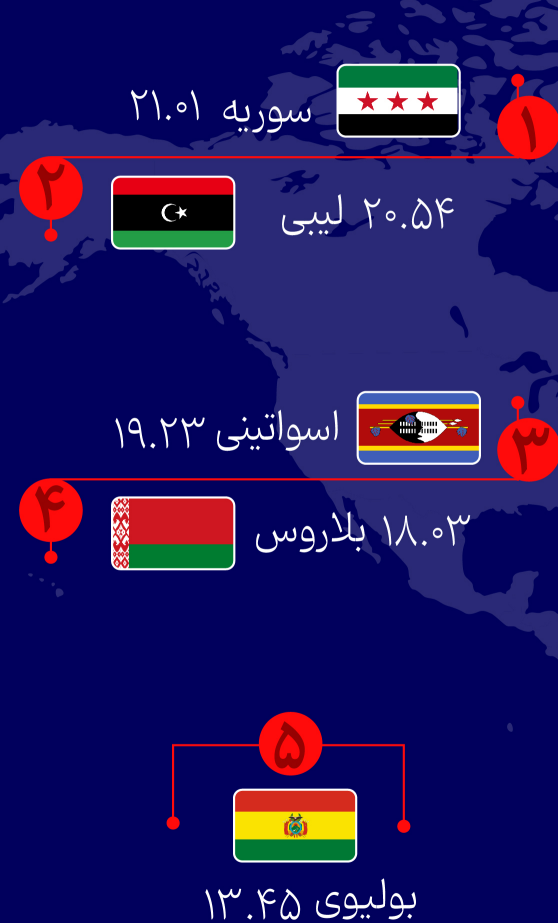 ۱
سوریه ۲۱.۰۱
۲
۲۰.۵۴ لیبی
۳
اسواتینی ۱۹.۲۳
۴
۱۸.۰۳ بلاروس
۵
بولیوی ۱۳.۴۵